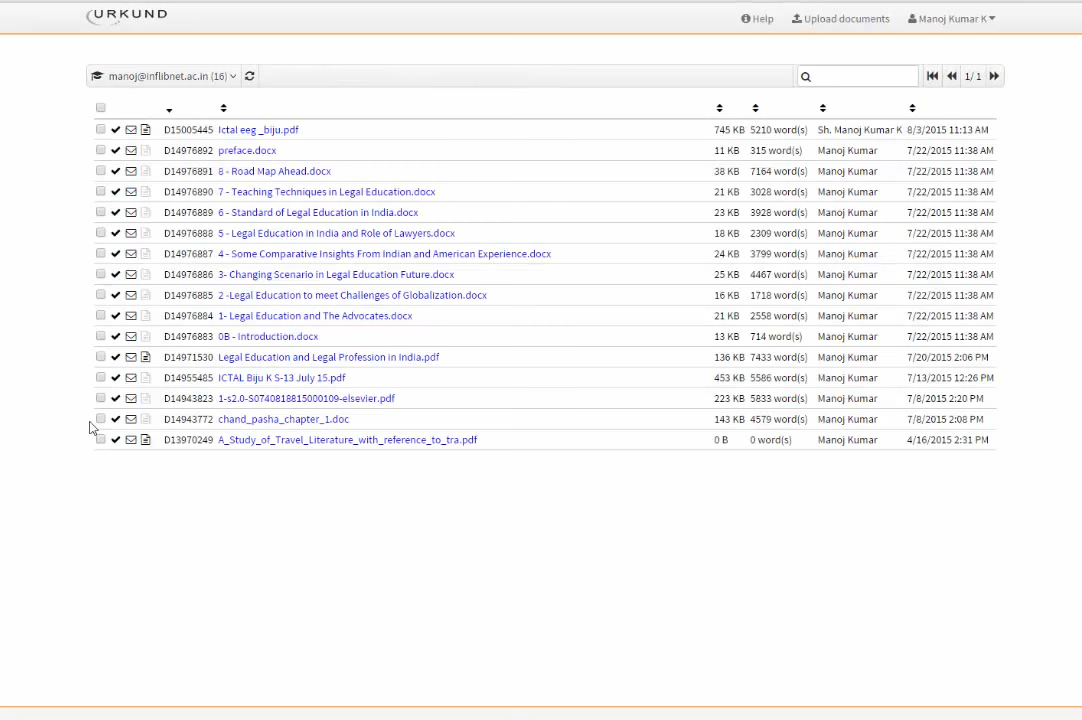 URKUND
Help Upload documents Manoj Kumar K
manoj@inflibnet.ac.in (16) 1/ 1
D15005445 Ictal eeg _biju.pdf 745 KB 5210 word(s) Sh. Manoj Kumar K 8/3/2015 11:13 AM
D14976892 preface.docx 11 KB 315 word(s) Manoj Kumar 7/22/2015 11:38 AM
D14976891 8 - Road Map Ahead.docx 38 KB 7164 word(s) Manoj Kumar 7/22/2015 11:38 AM
D14976890 7 - Teaching Techniques in Legal Education.docx 21 KB 3028 word(s) Manoj Kumar 7/22/2015 11:38 AM
D14976889 6 - Standard of Legal Education in India.docx 23 KB 3928 word(s) Manoj Kumar 7/22/2015 11:38 AM
D14976888 5 - Legal Education in India and Role of Lawyers.docx 18 KB 2309 word(s) Manoj Kumar 7/22/2015 11:38 AM
D14976887 4 - Some Comparative Insights From Indian and American Experience.docx 24 KB 3799 word(s) Manoj Kumar 7/22/2015 11:38 AM
D14976886 3- Changing Scenario in Legal Education Future.docx 25 KB 4467 word(s) Manoj Kumar 7/22/2015 11:38 AM
D14976885 2 -Legal Education to meet Challenges of Globalization.docx 16 KB 1718 word(s) Manoj Kumar 7/22/2015 11:38 AM
D14976884 1- Legal Education and The Advocates.docx 21 KB 2558 word(s) Manoj Kumar 7/22/2015 11:38 AM
D14976883 0B - Introduction.docx 13 KB 714 word(s) Manoj Kumar 7/22/2015 11:38 AM
D14971530 Legal Education and Legal Profession in India.pdf 136 KB 7433 word(s) Manoj Kumar 7/20/2015 2:06 PM
D14955485 ICTAL Biju K S-13 July 15.pdf 453 KB 5586 word(s) Manoj Kumar 7/13/2015 12:26 PM
D14943823 1-s2.0-S0740818815000109-elsevier.pdf 223 KB 5833 word(s) Manoj Kumar 7/8/2015 2:20 PM
D14943772 chand_pasha_chapter_1.doc 143 KB 4579 word(s) Manoj Kumar 7/8/2015 2:08 PM
D13970249 A_Study_of_Travel_Literature_with_reference_to_tra.pdf 0 B 0 word(s) Manoj Kumar 4/16/2015 2:31 PM